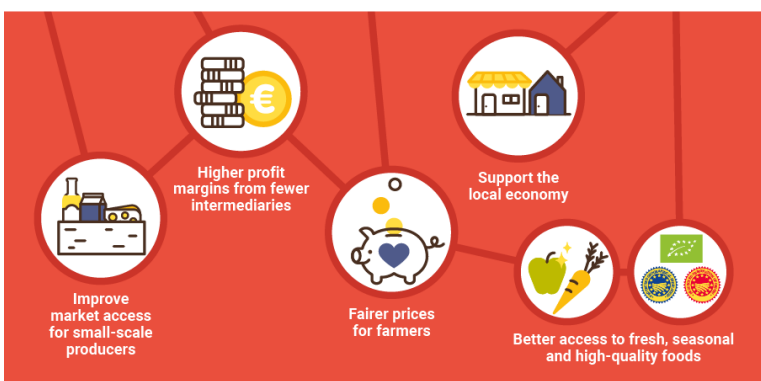 Higher profit
margins from fewer
intermediaries
Support the
local economy
Improve
market access
for small-scale
producers
Fairer prices
for farmers
Better access to fresh, seasonal
and high-quality foods